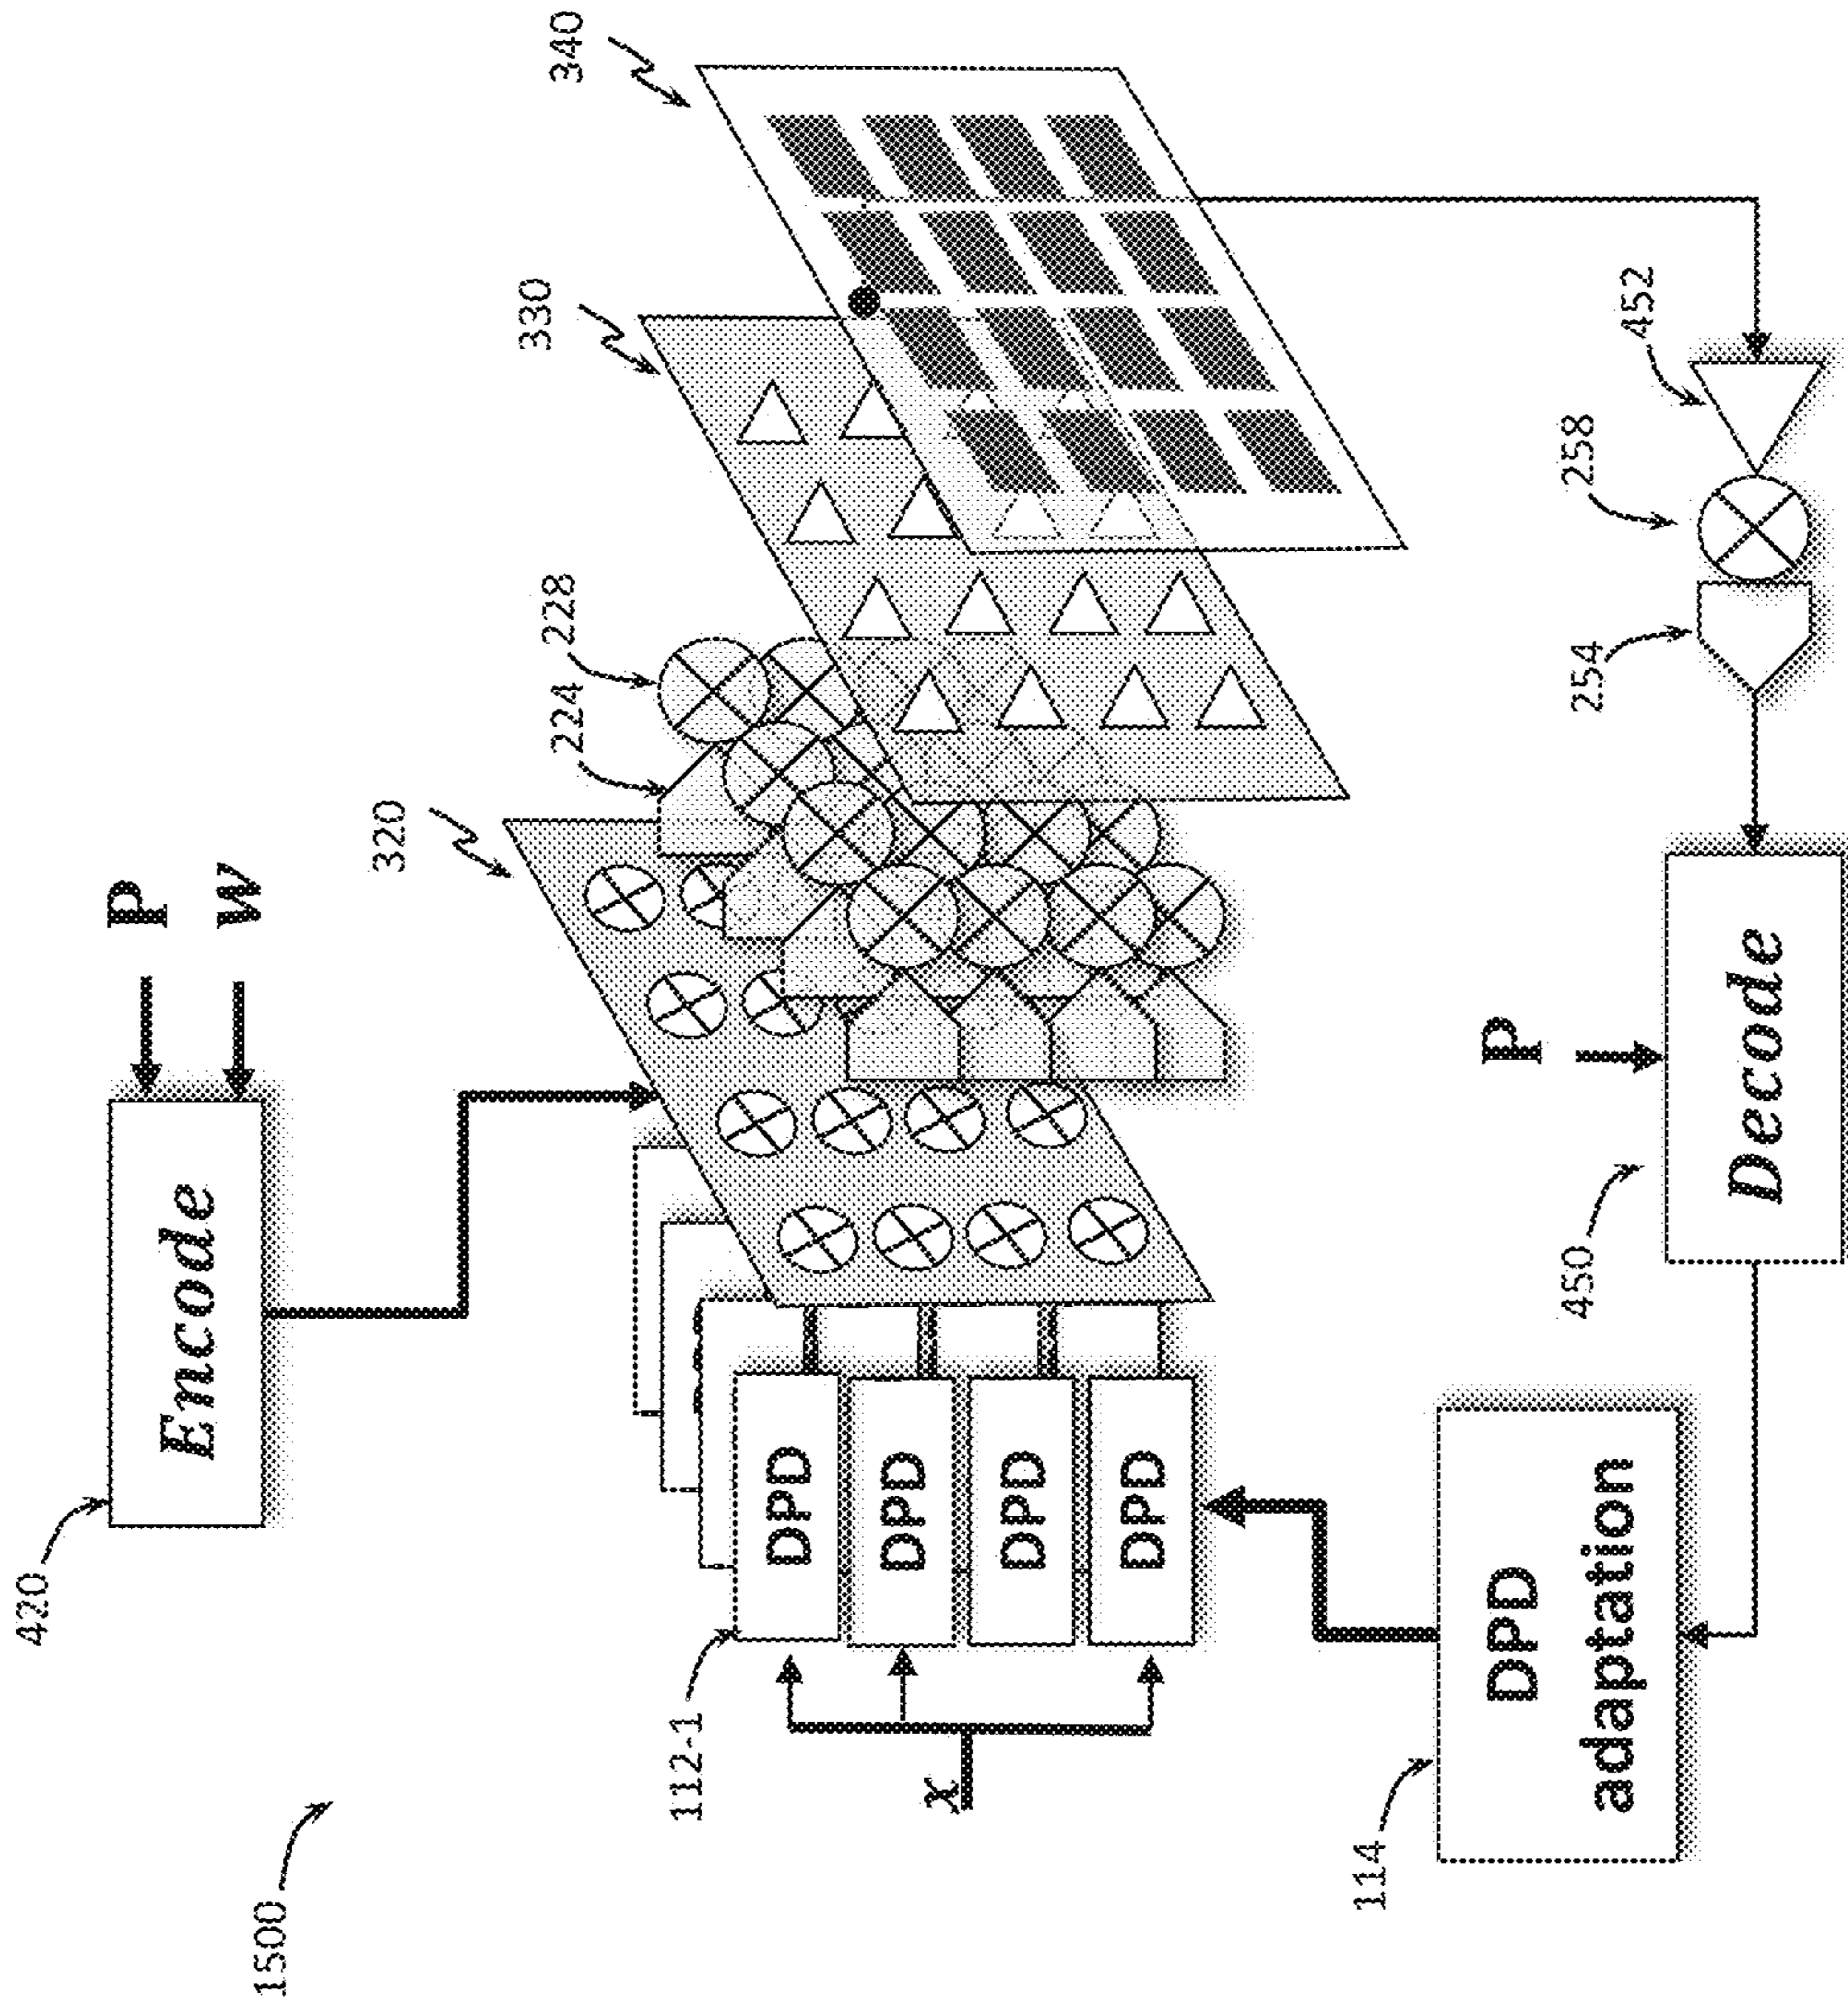 1500
420
Encode
P
w
320
224
228
330
340
112-1
x
DPD
DPD
DPD
DPD
114
DPD
adaptation
450
Decode
P
254
258
452